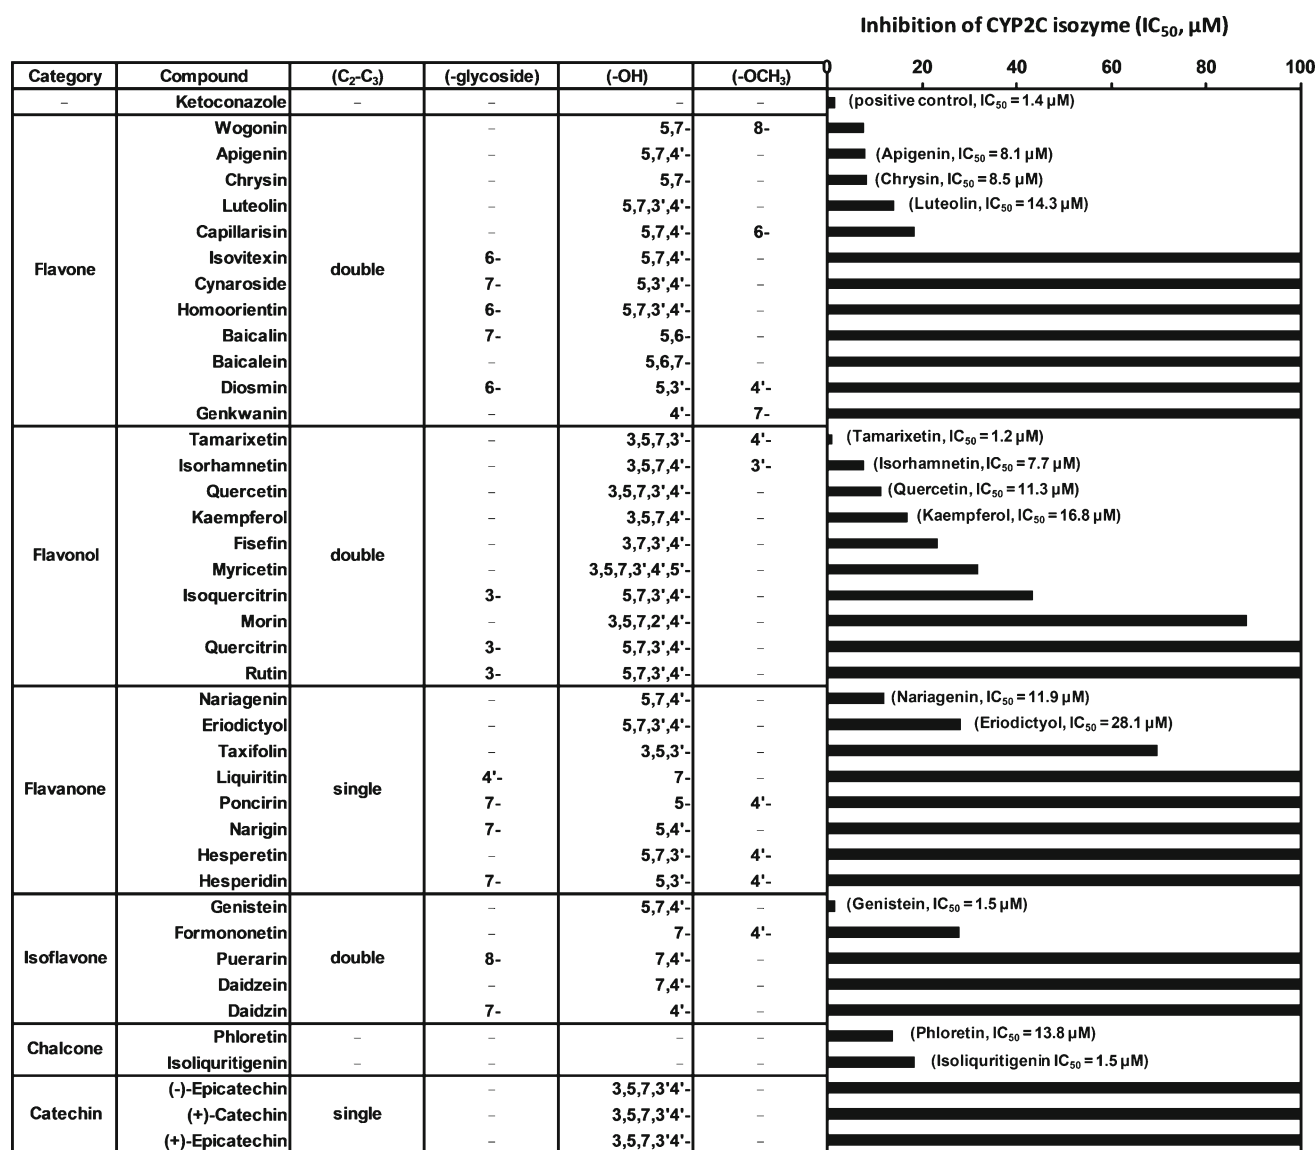 Inhibition of CYP2C isozyme (IC₅₀, µM)
Category Compound (C₂-C₃) (-glycoside) (-OH) (-OCH₃) 0 20 40 60 80 100
– Ketoconazole – – – – (positive control, IC₅₀ = 1.4 µM)
Wogonin – 5,7- 8-
Apigenin – 5,7,4'- – (Apigenin, IC₅₀ = 8.1 µM)
Chrysin – 5,7- – (Chrysin, IC₅₀ = 8.5 µM)
Luteolin – 5,7,3',4'- – (Luteolin, IC₅₀ = 14.3 µM)
Capillarisin – 5,7,4'- 6-
Isovitexin 6- 5,7,4'- –
Flavone double
Cynaroside 7- 5,3',4'- –
Homoorientin 6- 5,7,3',4'- –
Baicalin 7- 5,6- –
Baicalein – 5,6,7- –
Diosmin 6- 5,3'- 4'-
Genkwanin – 4'- 7-
Tamarixetin – 3,5,7,3'- 4'- (Tamarixetin, IC₅₀ = 1.2 µM)
Isorhamnetin – 3,5,7,4'- 3'- (Isorhamnetin, IC₅₀ = 7.7 µM)
Quercetin – 3,5,7,3',4'- – (Quercetin, IC₅₀ = 11.3 µM)
Kaempferol – 3,5,7,4'- – (Kaempferol, IC₅₀ = 16.8 µM)
Fisefin – 3,7,3',4'- –
Flavonol double
Myricetin – 3,5,7,3',4',5'- –
Isoquercitrin 3- 5,7,3',4'- –
Morin – 3,5,7,2',4'- –
Quercitrin 3- 5,7,3',4'- –
Rutin 3- 5,7,3',4'- –
Nariagenin – 5,7,4'- – (Nariagenin, IC₅₀ = 11.9 µM)
Eriodictyol – 5,7,3',4'- – (Eriodictyol, IC₅₀ = 28.1 µM)
Taxifolin – 3,5,3'- –
Liquiritin 4'- 7- –
Flavanone single
Poncirin 7- 5- 4'-
Narigin 7- 5,4'- –
Hesperetin – 5,7,3'- 4'-
Hesperidin 7- 5,3'- 4'-
Genistein – 5,7,4'- – (Genistein, IC₅₀ = 1.5 µM)
Formononetin – 7- 4'-
Isoflavone double Puerarin 8- 7,4'- –
Daidzein – 7,4'- –
Daidzin 7- 4'- –
Phloretin – – – – (Phloretin, IC₅₀ = 13.8 µM)
Chalcone
Isoliquritigenin – – – – (Isoliquritigenin IC₅₀ = 1.5 µM)
(-)-Epicatechin – 3,5,7,3'4'- –
Catechin (+)-Catechin single – 3,5,7,3'4'- –
(+)-Epicatechin – 3,5,7,3'4'- –